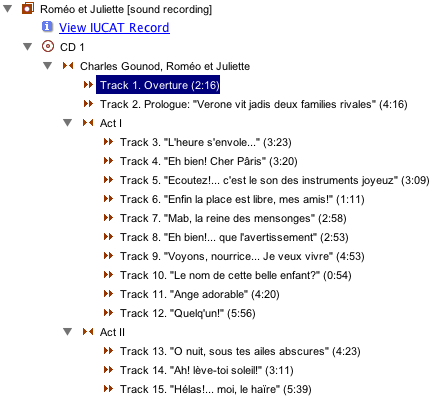 Roméo et Juliette [sound recording]
View IUCAT Record
CD 1
Charles Gounod, Roméo et Juliette
Track 1. Overture (2:16)
Track 2. Prologue: "Verone vit jadis deux families rivales" (4:16)
Act I
Track 3. "L'heure s'envole..." (3:23)
Track 4. "Eh bien! Cher Pâris" (3:20)
Track 5. "Ecoutez!... c'est le son des instruments joyeuz" (3:09)
Track 6. "Enfin la place est libre, mes amis!" (1:11)
Track 7. "Mab, la reine des mensonges" (2:58)
Track 8. "Eh bien!... que l'avertissement" (2:53)
Track 9. "Voyons, nourrice... Je veux vivre" (4:53)
Track 10. "Le nom de cette belle enfant?" (0:54)
Track 11. "Ange adorable" (4:20)
Track 12. "Quelq'un!" (5:56)
Act II
Track 13. "O nuit, sous tes ailes abscures" (4:23)
Track 14. "Ah! lève-toi soleil!" (3:11)
Track 15. "Hélas!... moi, le haïre" (5:39)